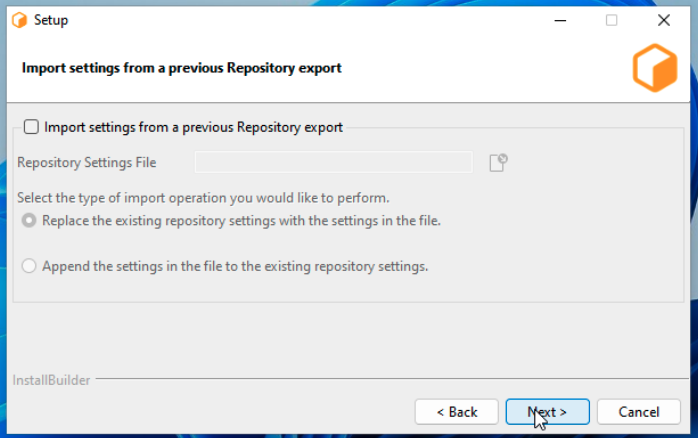 Setup
Import settings from a previous Repository export
Import settings from a previous Repository export
Repository Settings File
Select the type of import operation you would like to perform.
Replace the existing repository settings with the settings in the file.
Append the settings in the file to the existing repository settings.
InstallBuilder
< Back Next > Cancel